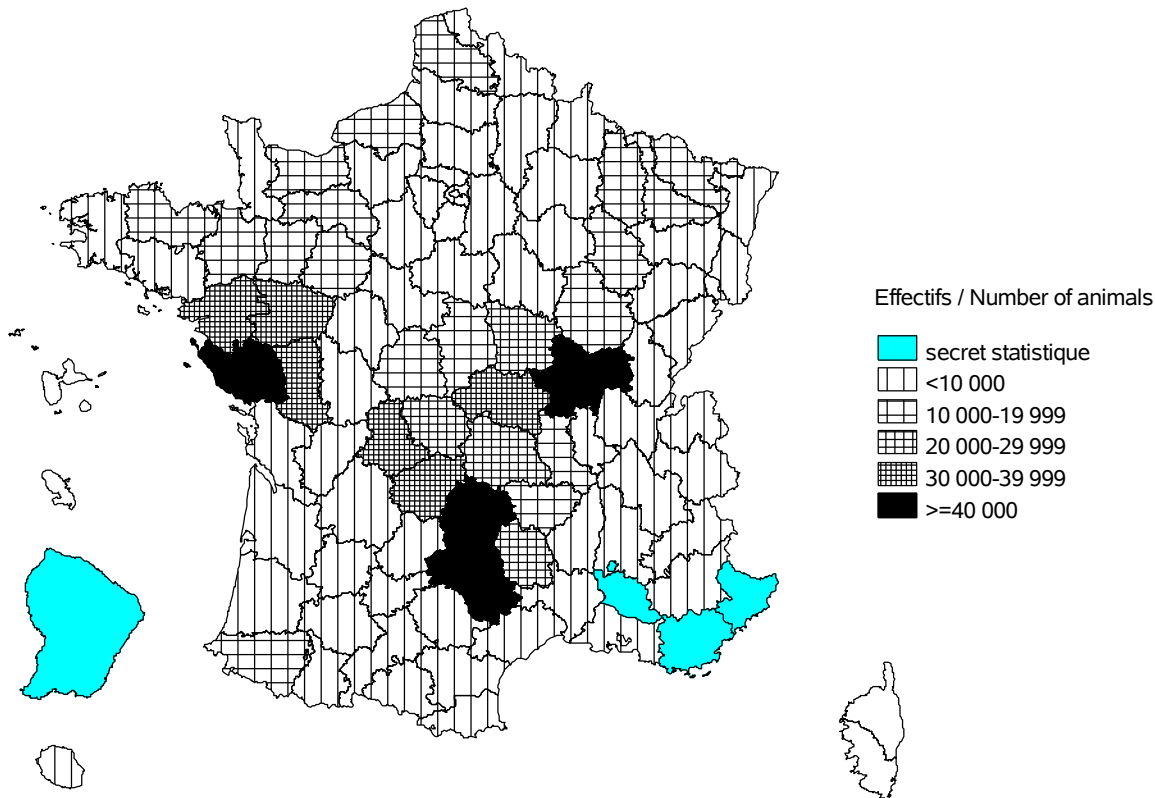 Effectifs / Number of animals
secret statistique
<10 000
10 000-19 999
20 000-29 999
30 000-39 999
>=40 000